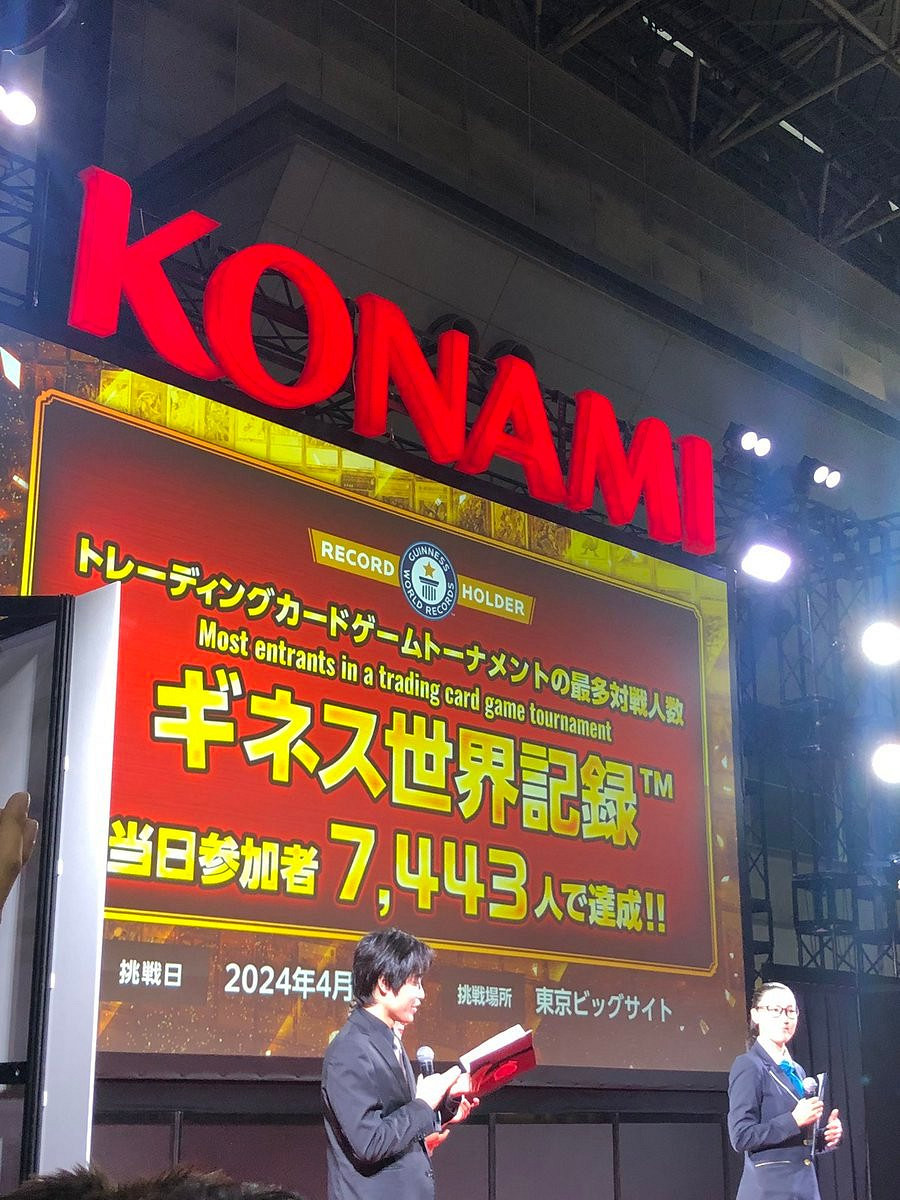 KONAMI
RECORD HOLDER
GUINNESS WORLD RECORDS
トレーディングカードゲームトーナメントの最多対戦人数
Most entrants in a trading card game tournament
ギネス世界記録™
当日参加者 7,443人で達成!!
挑戦日 2024年4月 挑戦場所 東京ビッグサイト